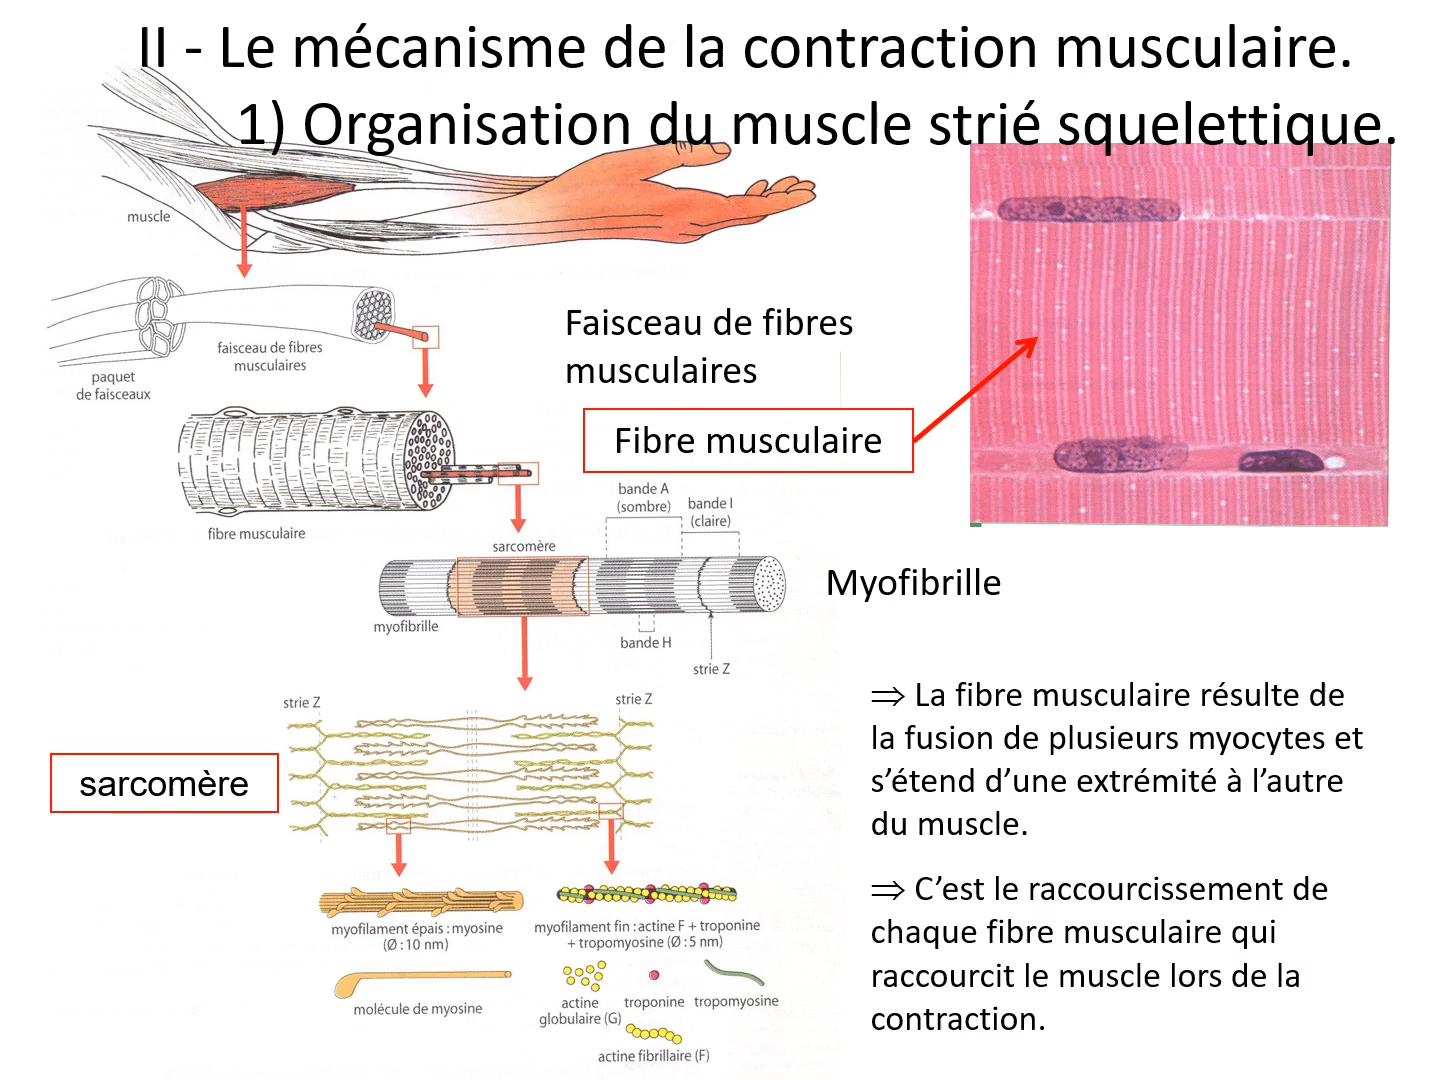 II - Le mécanisme de la contraction musculaire.
1) Organisation du muscle strié squelettique.
muscle
faisceau de fibres
musculaires
paquet
de faisceaux
Faisceau de fibres
musculaires
Fibre musculaire
fibre musculaire
bande A
(sombre)
bande I
(claire)
sarcomère
myofibrille
Myofibrille
bande H
strie Z
strie Z
strie Z
sarcomère
myofilament épais : myosine
(Ø : 10 nm)
myofilament fin : actine F + troponine
+ tropomyosine (Ø : 5 nm)
molécule de myosine
actine
globulaire (G)
troponine
tropomyosine
actine fibrillaire (F)
⇒ La fibre musculaire résulte de
la fusion de plusieurs myocytes et
s’étend d’une extrémité à l’autre
du muscle.
⇒ C’est le raccourcissement de
chaque fibre musculaire qui
raccourcit le muscle lors de la
contraction.